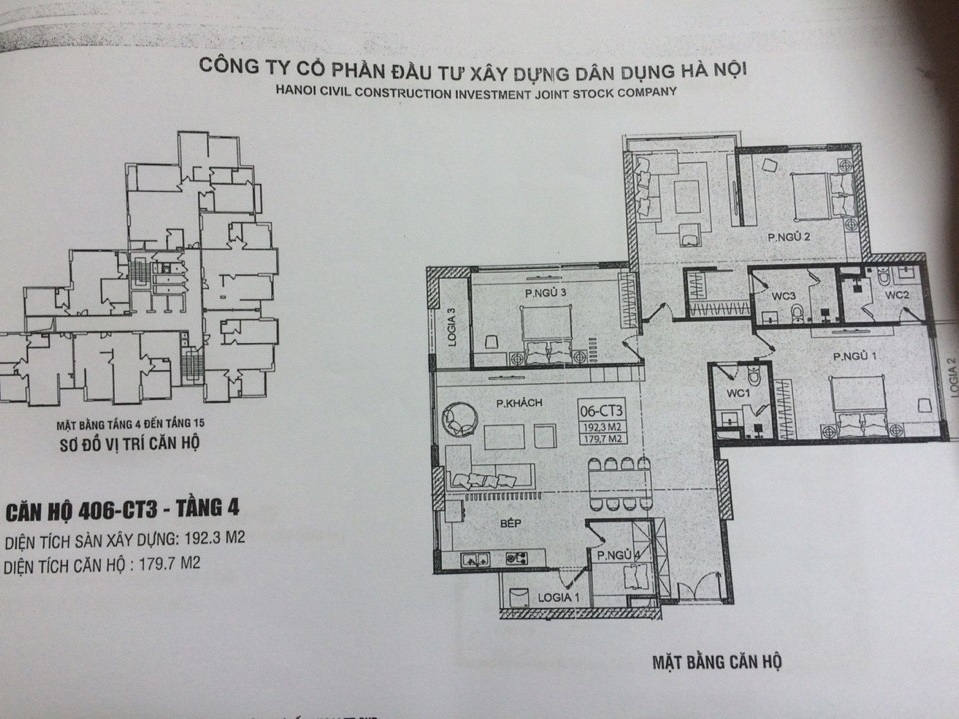 CÔNG TY CỔ PHẦN ĐẦU TƯ XÂY DỰNG DÂN DỤNG HÀ NỘI
HANOI CIVIL CONSTRUCTION INVESTMENT JOINT STOCK COMPANY
MẶT BẰNG TẦNG 4 ĐẾN TẦNG 15
SƠ ĐỒ VỊ TRÍ CĂN HỘ
CĂN HỘ 406-CT3 - TẦNG 4
DIỆN TÍCH SÀN XÂY DỰNG: 192.3 M2
DIỆN TÍCH CĂN HỘ : 179.7 M2
P.NGỦ 2
P.NGỦ 3
WC3
WC2
LOGIA 3
P.NGỦ 1
LOGIA 2
WC1
P.KHÁCH
06-CT3
192,3 M2
179,7 M2
BẾP
P.NGỦ 4
LOGIA 1
MẶT BẰNG CĂN HỘ